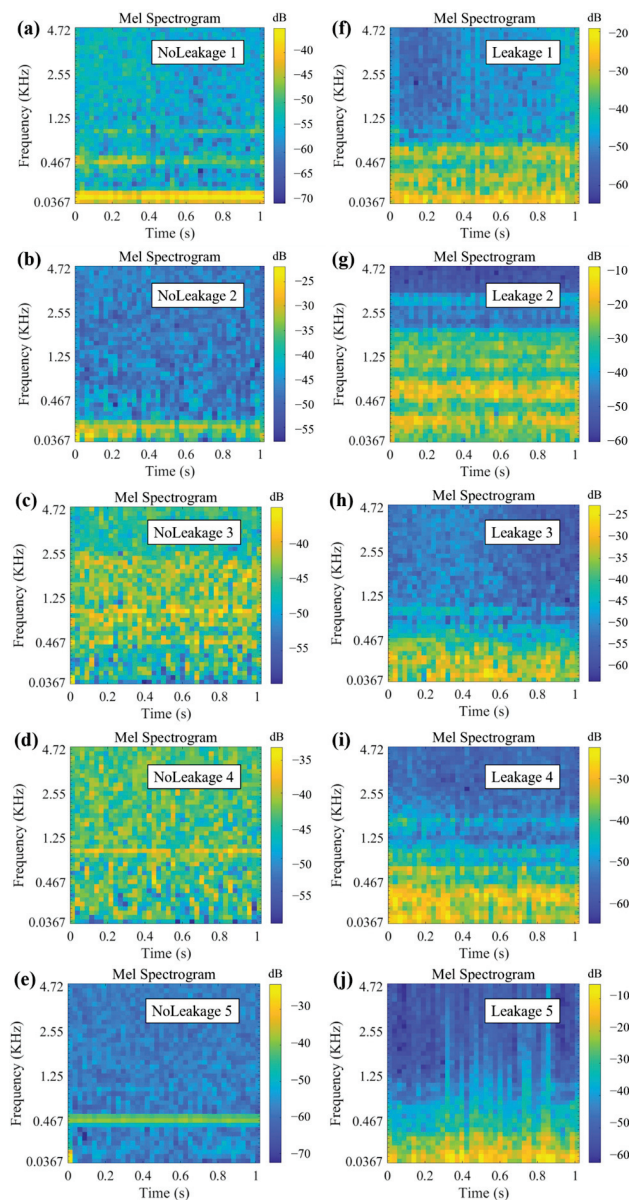 (a)
Mel Spectrogram
dB
NoLeakage 1
4.72
2.55
1.25
0.467
0.0367
Frequency (KHz)
0 0.2 0.4 0.6 0.8 1
Time (s)
−40
−45
−50
−55
−60
−65
−70
(f)
Mel Spectrogram
dB
Leakage 1
4.72
2.55
1.25
0.467
0.0367
Frequency (KHz)
0 0.2 0.4 0.6 0.8 1
Time (s)
−20
−30
−40
−50
−60
(b)
Mel Spectrogram
dB
NoLeakage 2
4.72
2.55
1.25
0.467
0.0367
Frequency (KHz)
0 0.2 0.4 0.6 0.8 1
Time (s)
−25
−30
−35
−40
−45
−50
−55
(g)
Mel Spectrogram
dB
Leakage 2
4.72
2.55
1.25
0.467
0.0367
Frequency (KHz)
0 0.2 0.4 0.6 0.8 1
Time (s)
−10
−20
−30
−40
−50
−60
(c)
Mel Spectrogram
dB
NoLeakage 3
4.72
2.55
1.25
0.467
0.0367
Frequency (KHz)
0 0.2 0.4 0.6 0.8 1
Time (s)
−40
−45
−50
−55
(h)
Mel Spectrogram
dB
Leakage 3
4.72
2.55
1.25
0.46
0.0367
Frequency (KHz)
0 0.2 0.4 0.6 0.8 1
Time (s)
−25
−30
−35
−40
−45
−50
−55
−60
(d)
Mel Spectrogram
dB
NoLeakage 4
4.72
2.55
1.25
0.467
0.0367
Frequency (KHz)
0 0.2 0.4 0.6 0.8 1
Time (s)
−35
−40
−45
−50
−55
(i)
Mel Spectrogram
dB
Leakage 4
4.72
2.55
1.25
0.467
0.0367
Frequency (KHz)
0 0.2 0.4 0.6 0.8 1
Time (s)
−30
−40
−50
−60
(e)
Mel Spectrogram
dB
NoLeakage 5
4.72
2.55
1.25
0.467
0.0367
Frequency (KHz)
0 0.2 0.4 0.6 0.8 1
Time (s)
−30
−40
−50
−60
−70
(j)
Mel Spectrogram
dB
Leakage 5
4.72
2.55
1.25
0.467
0.0367
Frequency (KHz)
0 0.2 0.4 0.6 0.8 1
Time (s)
−10
−20
−30
−40
−50
−60